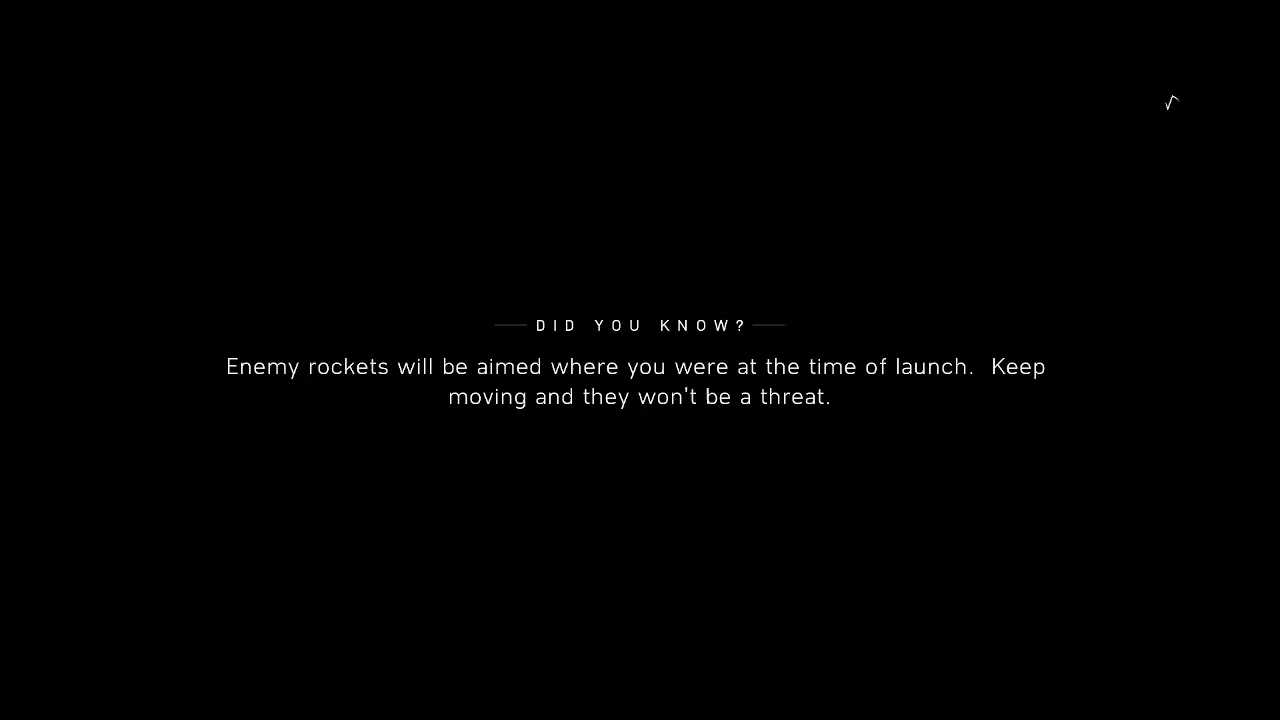 DID YOU KNOW?
Enemy rockets will be aimed where you were at the time of launch.  Keep
moving and they won't be a threat.